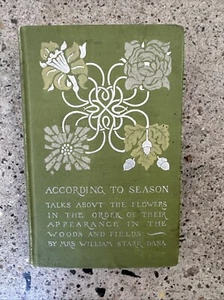 ACCORDING TO SEASON
TALKS ABOUT THE FLOWERS
IN THE ORDER OF THEIR
APPEARANCE IN THE
WOODS AND FIELDS
BY MRS WILLIAM STARR DANA